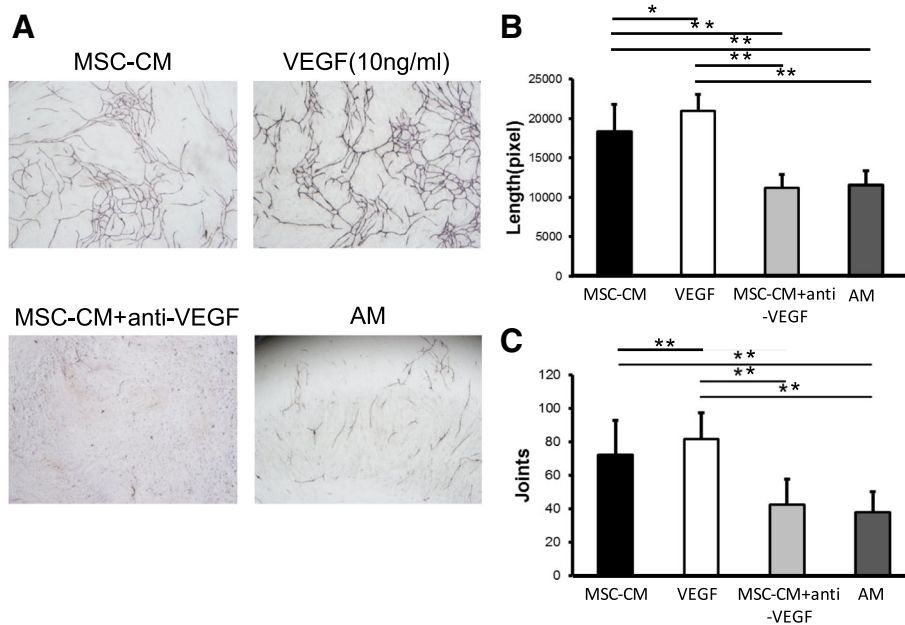 A
MSC-CM
VEGF(10ng/ml)
MSC-CM+anti-VEGF
AM
B
*
**
**
**
**
Length(pixel)
25000
20000
15000
10000
5000
0
MSC-CM
VEGF
MSC-CM+anti
-VEGF
AM
C
**
**
**
**
Joints
120
100
80
60
40
20
0
MSC-CM
VEGF
MSC-CM+anti
-VEGF
AM